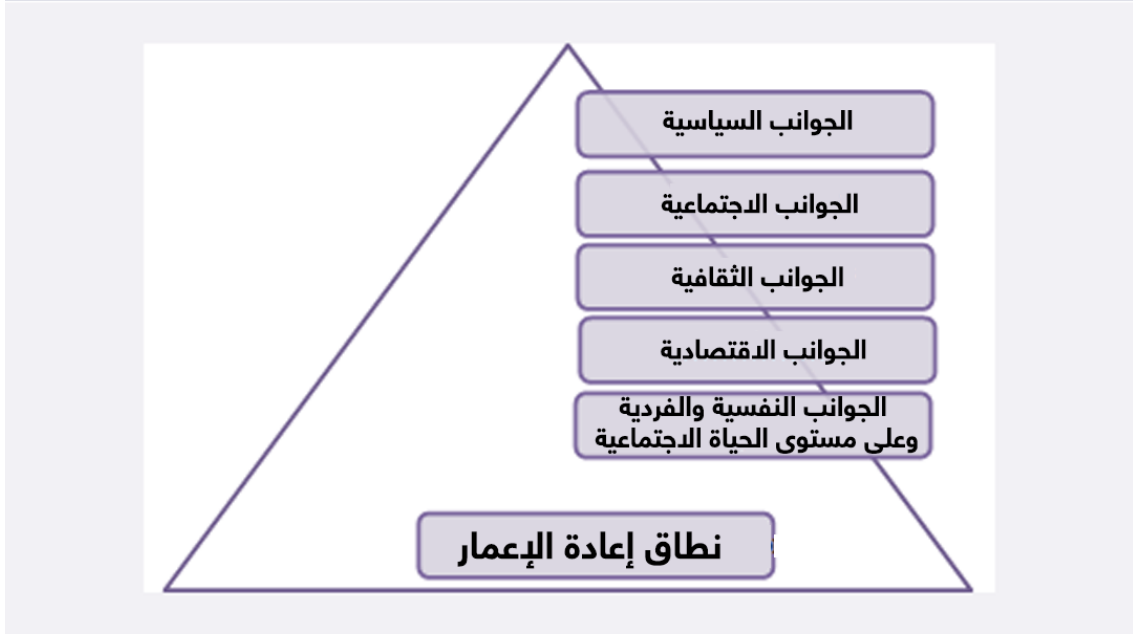 الجوانب السياسية
الجوانب الاجتماعية
الجوانب الثقافية
الجوانب الاقتصادية
الجوانب النفسية والفردية
وعلى مستوى الحياة الاجتماعية
نطاق إعادة الإعمار